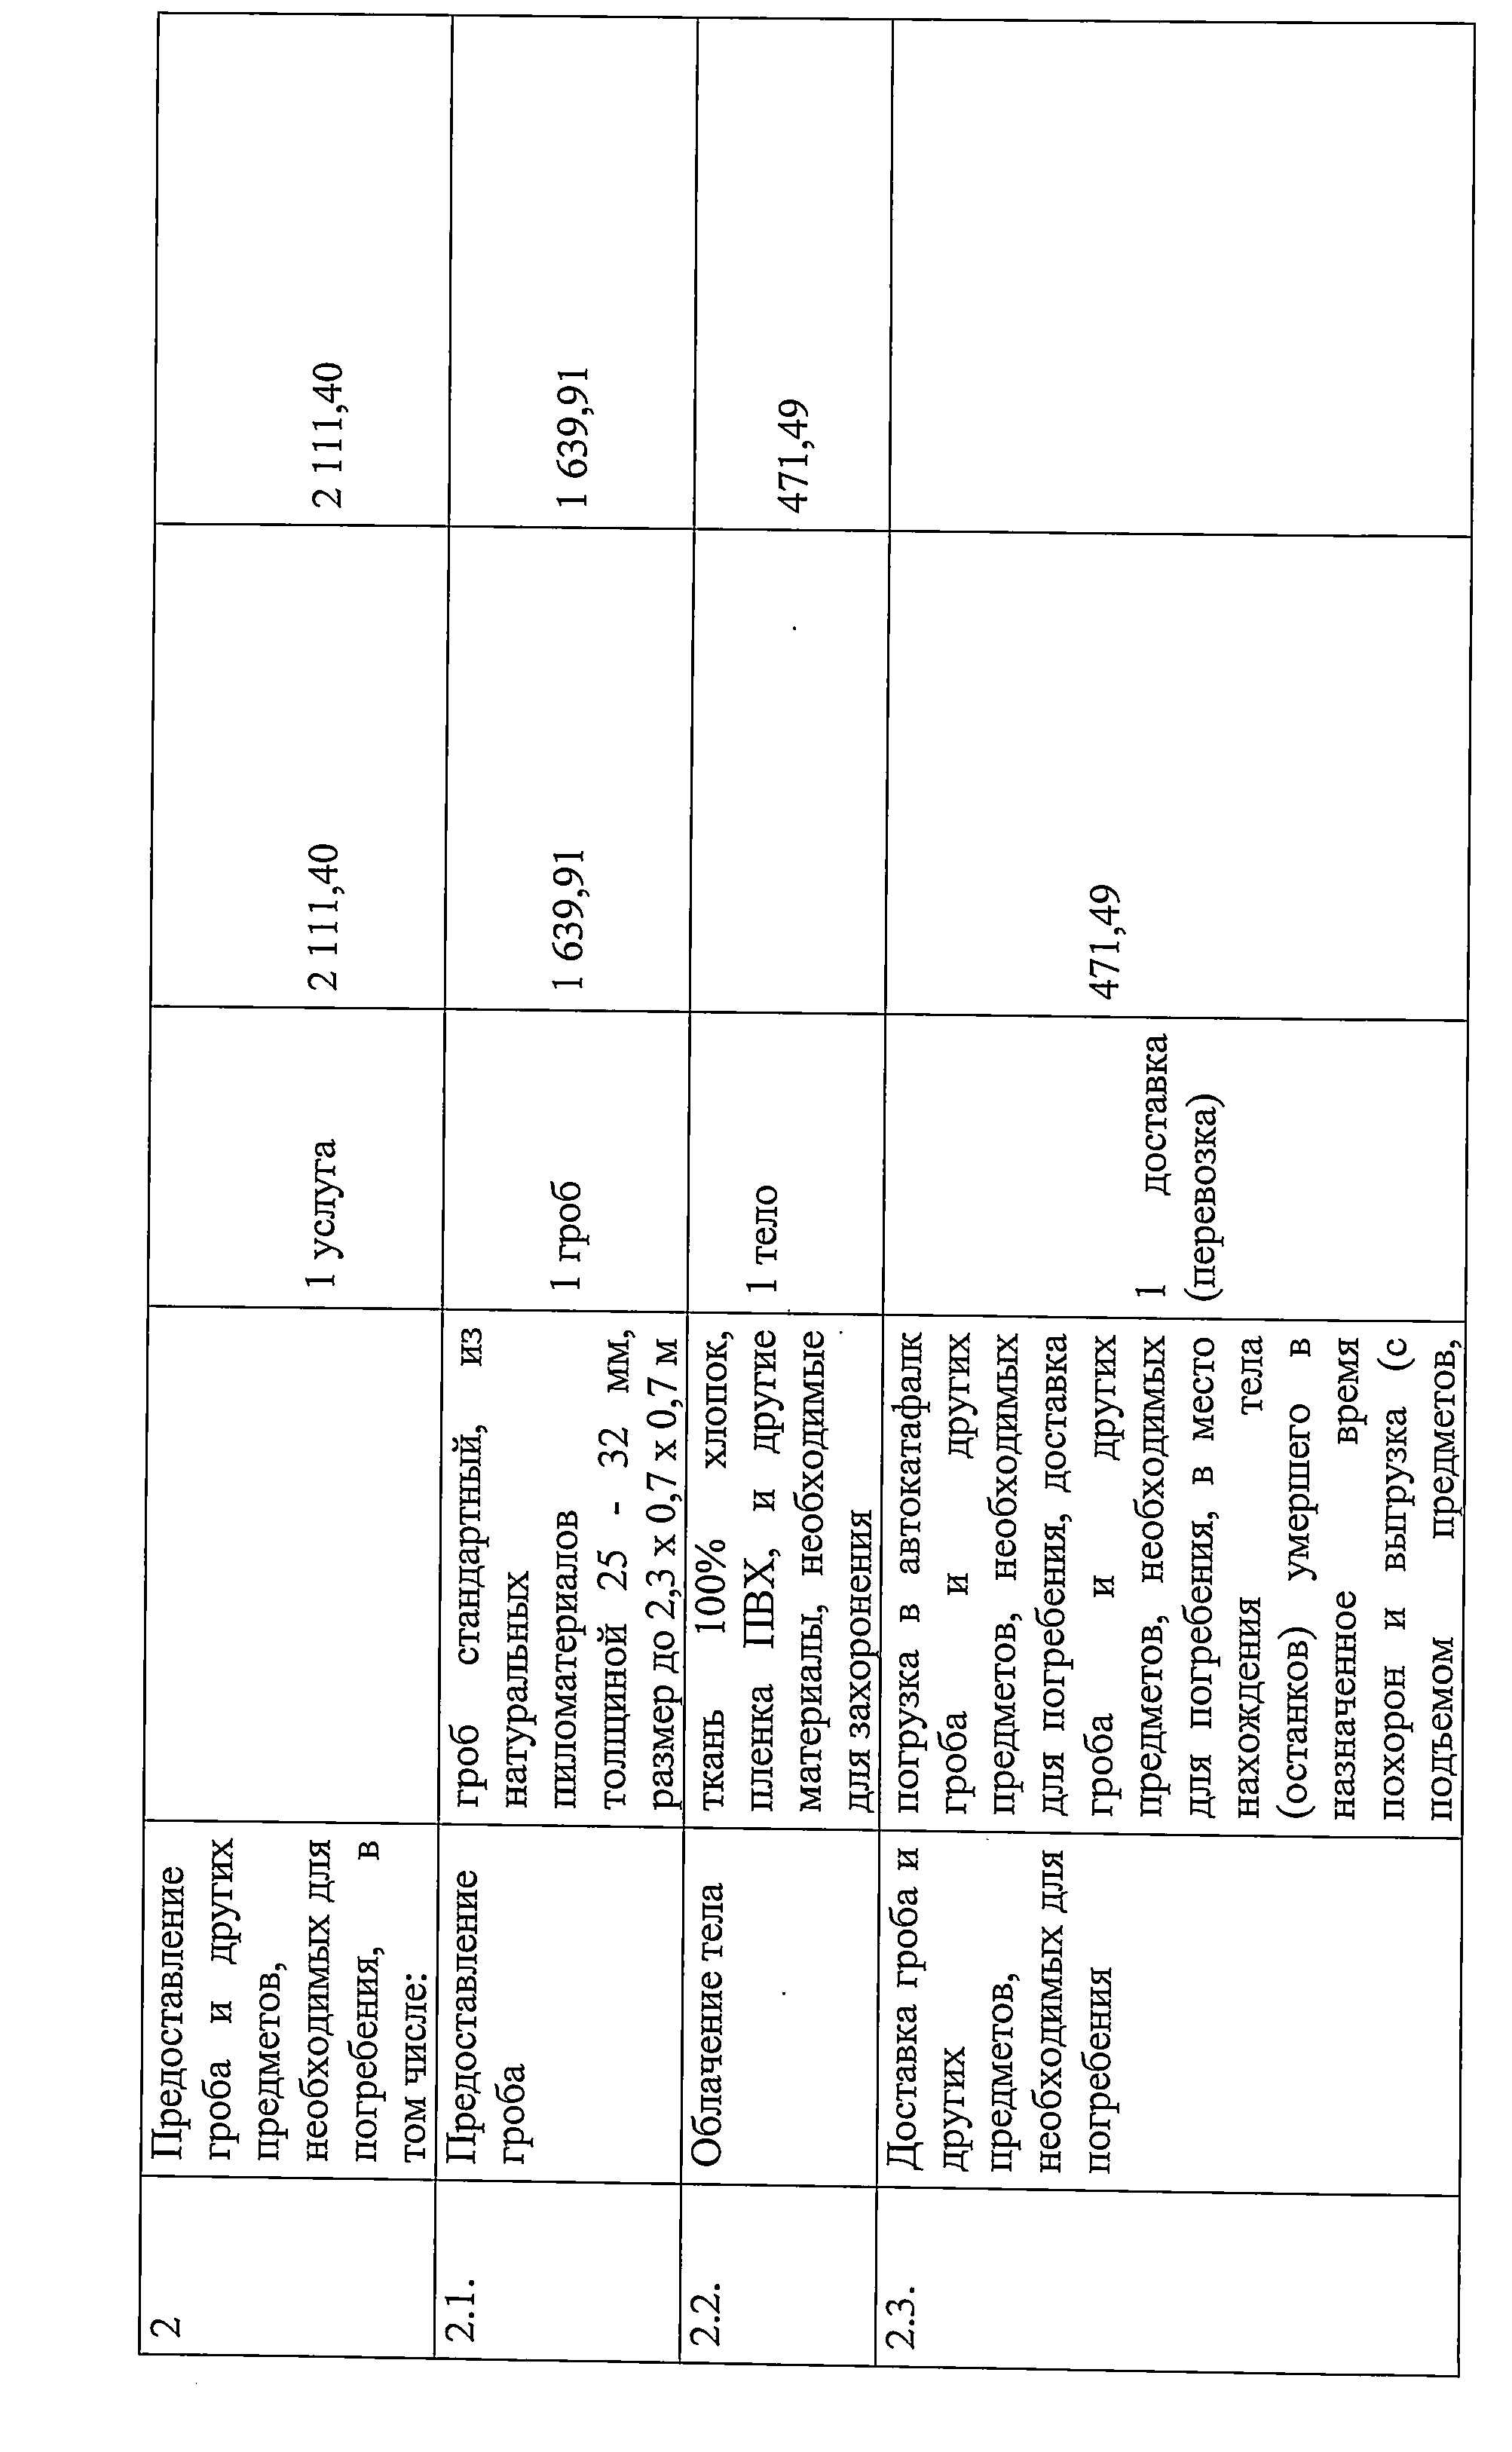 2
Предоставление
гроба и других
предметов,
необходимых для
погребения, в
том числе:
1 услуга
2 111,40
2 111,40
2.1.
Предоставление
гроба
гроб стандартный, из
натуральных
пиломатериалов
толщиной 25 - 32 мм,
размер до 2,3 х 0,7 х 0,7 м
1 гроб
1 639,91
1 639,91
2.2.
Облачение тела
ткань 100% хлопок,
пленка ПВХ, и другие
материалы, необходимые
для захоронения
1 тело
471,49
2.3.
Доставка гроба и
других
предметов,
необходимых для
погребения
погрузка в автокатафалк
гроба и других
предметов, необходимых
для погребения, доставка
гроба и других
предметов, необходимых
для погребения, в место
нахождения тела
(останков) умершего в
назначенное время
похорон и выгрузка (с
подъемом предметов,
1 доставка
(перевозка)
471,49